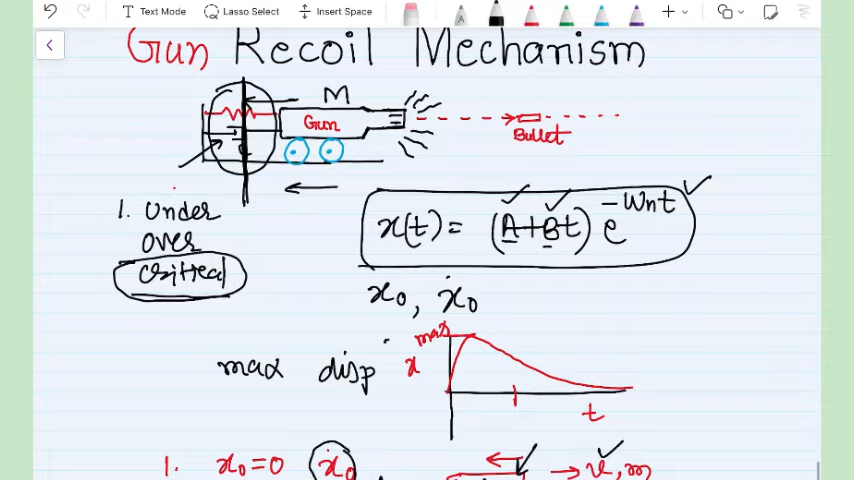 Text Mode Lasso Select Insert Space
Gun Recoil Mechanism
M
Gun
Bullet
1. Under
over
critical
x(t) = (A+Bt) e^-Wnt
x₀, ẋ₀
max
max disp
x
t
1. x₀=0 ẋ₀
→ v, m